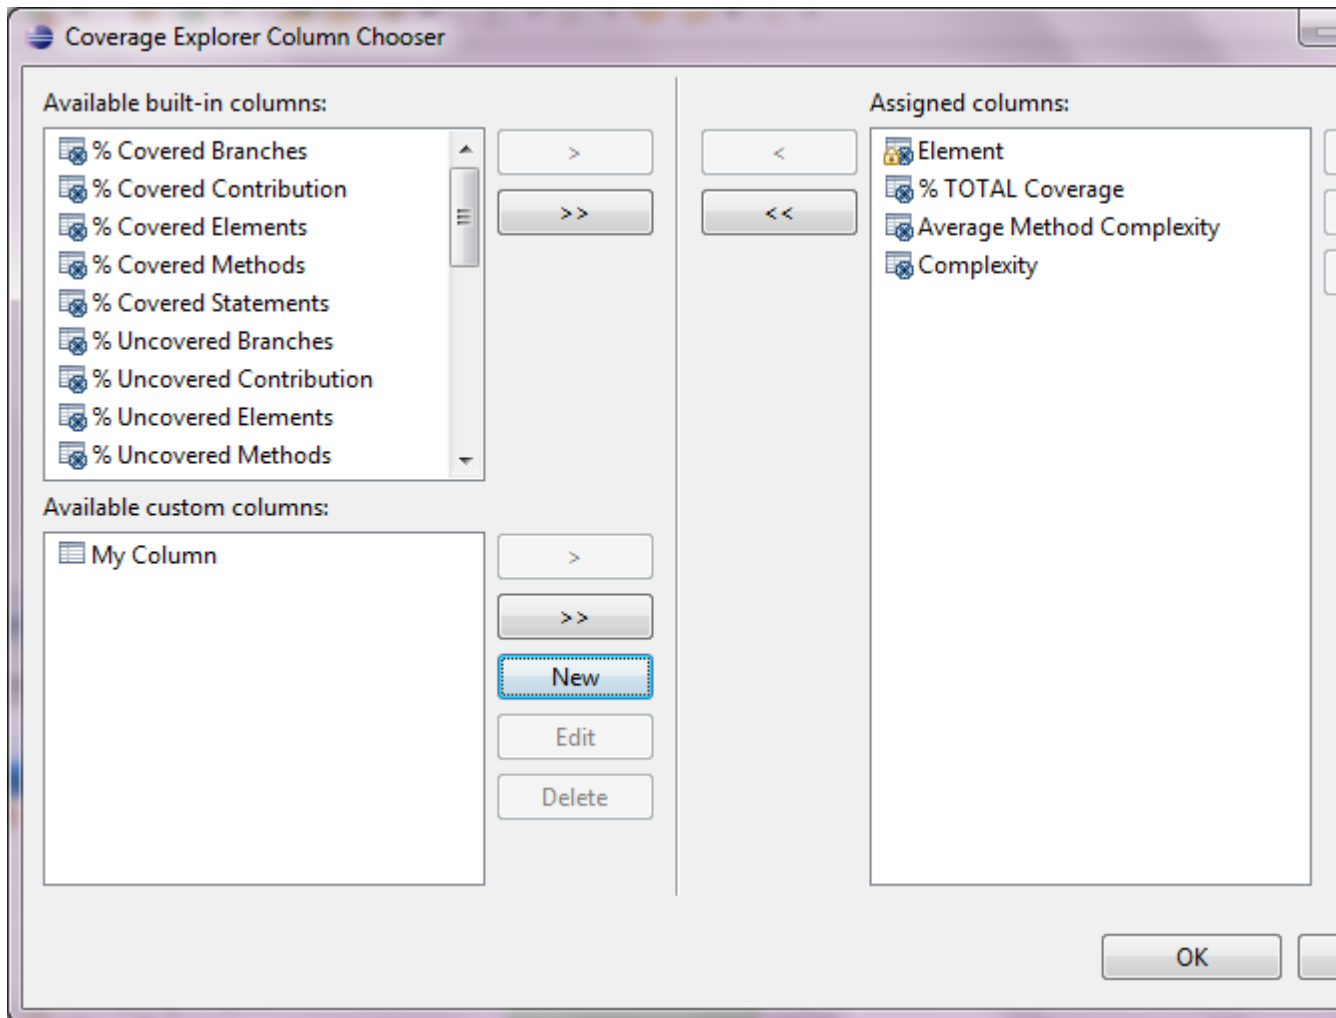 Coverage Explorer Column Chooser
Available built-in columns:
% Covered Branches
% Covered Contribution
% Covered Elements
% Covered Methods
% Covered Statements
% Uncovered Branches
% Uncovered Contribution
% Uncovered Elements
% Uncovered Methods
>
>>
Available custom columns:
My Column
>
>>
New
Edit
Delete
<
<<
Assigned columns:
Element
% TOTAL Coverage
Average Method Complexity
Complexity
OK